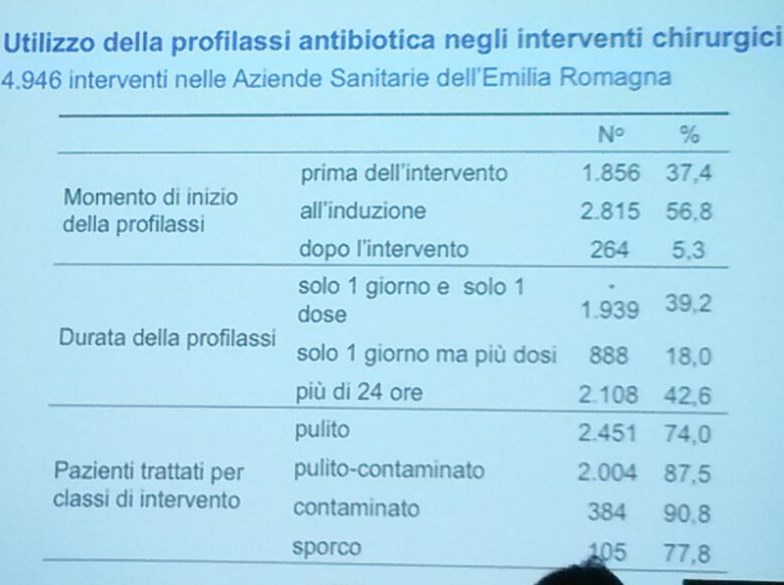 Utilizzo della profilassi antibiotica negli interventi chirurgici
4.946 interventi nelle Aziende Sanitarie dell'Emilia Romagna
N° %
Momento di inizio della profilassi
prima dell'intervento 1.856 37,4
all'induzione 2.815 56,8
dopo l'intervento 264 5,3
Durata della profilassi
solo 1 giorno e solo 1
dose 1.939 39,2
solo 1 giorno ma più dosi 888 18,0
più di 24 ore 2.108 42,6
Pazienti trattati per
classi di intervento
pulito 2.451 74,0
pulito-contaminato 2.004 87,5
contaminato 384 90,8
sporco 105 77,8